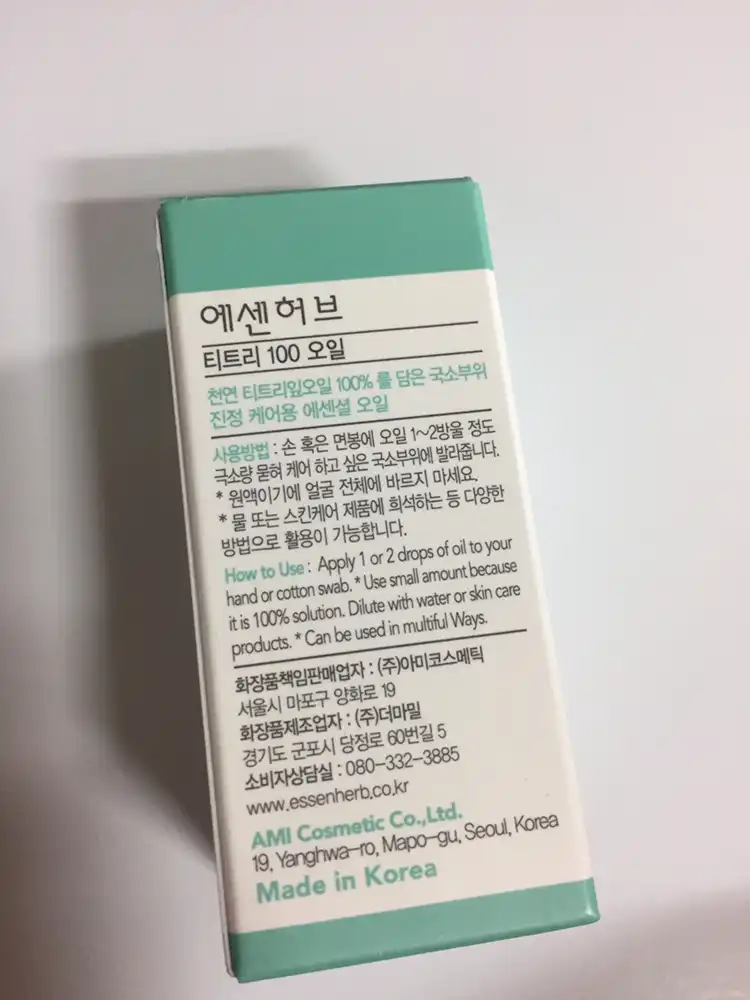 에센허브
티트리 100 오일
천연 티트리잎오일 100% 를 담은 국소부위
진정 케어용 에센셜 오일
사용방법 : 손 혹은 면봉에 오일 1~2방울 정도
극소량 묻혀 케어 하고 싶은 국소부위에 발라줍니다.
* 원액이기에 얼굴 전체에 바르지 마세요.
* 물 또는 스킨케어 제품에 희석하는 등 다양한
방법으로 활용이 가능합니다.
How to Use : Apply 1 or 2 drops of oil to your
hand or cotton swab. * Use small amount because
it is 100% solution. Dilute with water or skin care
products. * Can be used in multiful Ways.
화장품책임판매업자 : (주)아미코스메틱
서울시 마포구 양화로 19
화장품제조업자 : (주)더마밀
경기도 군포시 당정로 60번길 5
소비자상담실 : 080-332-3885
www.essenherb.co.kr
AMI Cosmetic Co.,Ltd.
19, Yanghwa-ro, Mapo-gu, Seoul, Korea
Made in Korea